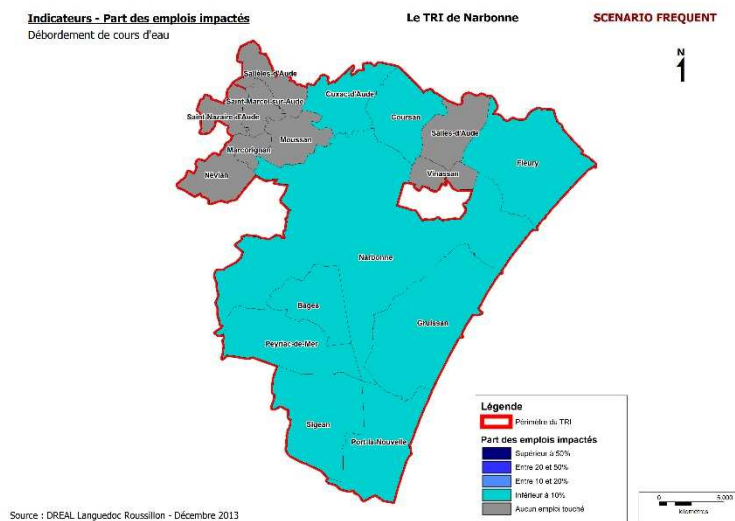 Indicateurs - Part des emplois impactés
Le TRI de Narbonne
SCENARIO FREQUENT
Débordement de cours d'eau
N
Sallèles-d'Aude
Cuxac-d'Aude
Saint-Marcel-sur-Aude
Coursan
Saint-Nazaire-d'Aude
Salles-d'Aude
Moussan
Marcorignan
Fleury
Névian
Vinassan
Narbonne
Bages
Gruissan
Peyriac-de-Mer
Sigean
Port-la-Nouvelle
Légende
Périmètre du TRI
Part des emplois impactés
Supérieur à 50%
Entre 20 et 50%
Entre 10 et 20%
Inférieur à 10%
Aucun emploi touché
0 5,000
kilomètres
Source : DREAL Languedoc Roussillon - Décembre 2013